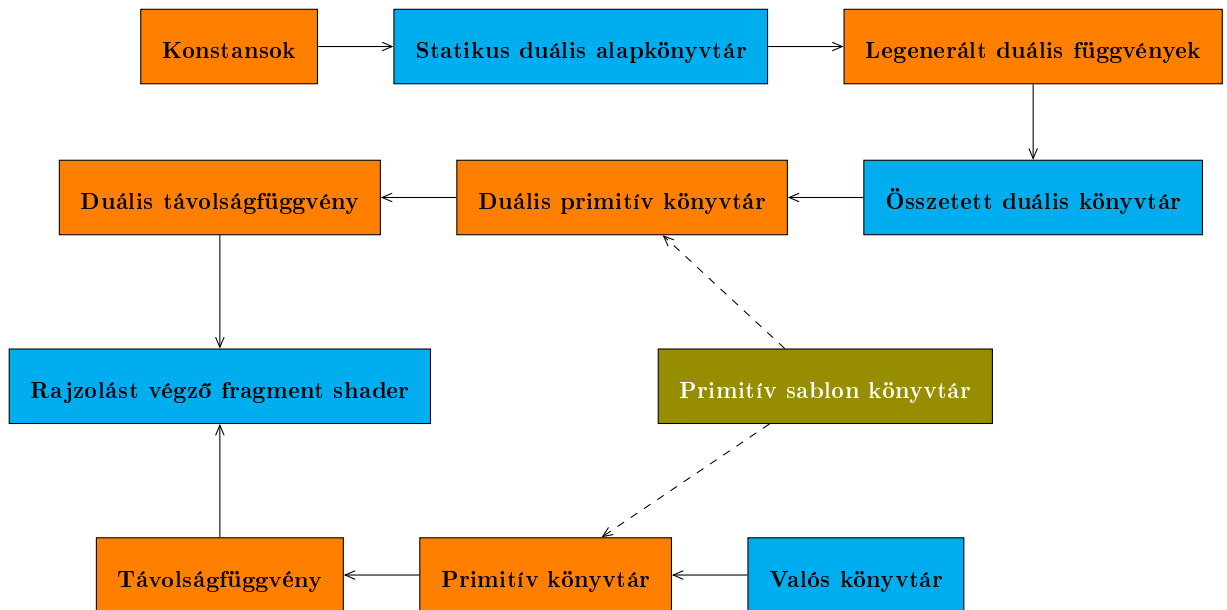 Konstansok
Statikus duális alapkönyvtár
Legenerált duális függvények
Duális távolságfüggvény
Duális primitív könyvtár
Összetett duális könyvtár
Rajzolást végző fragment shader
Primitív sablon könyvtár
Távolságfüggvény
Primitív könyvtár
Valós könyvtár